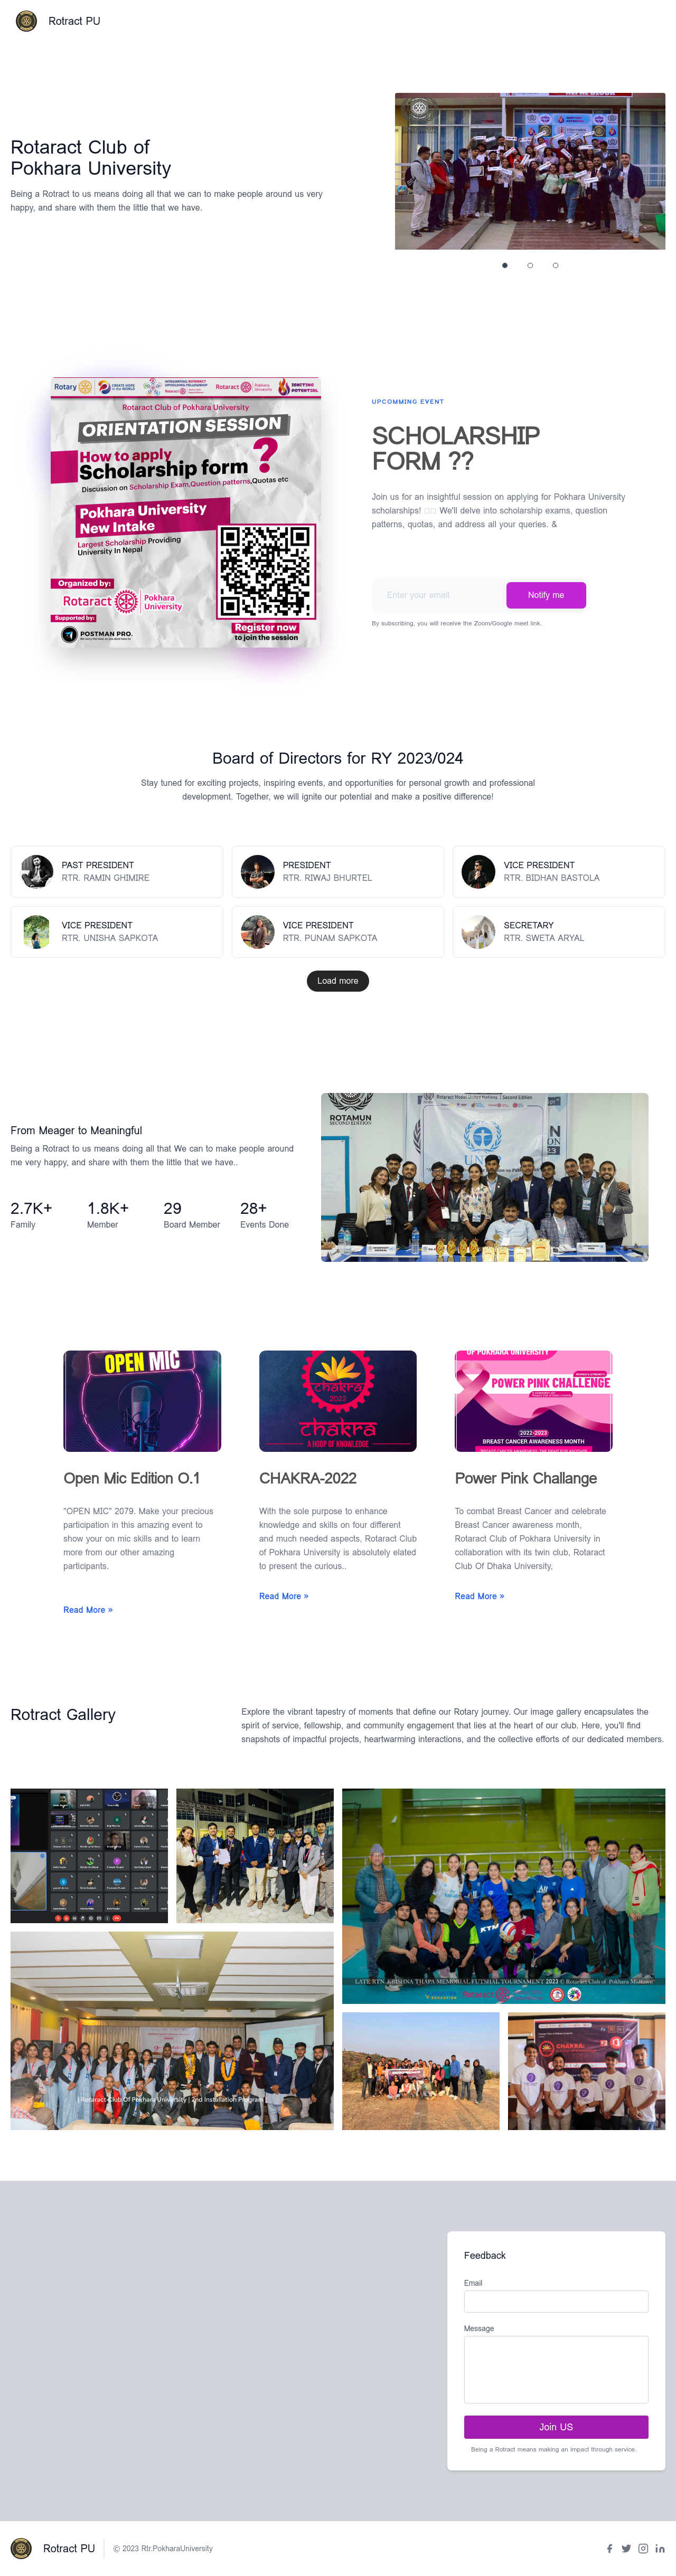 Rotract PU
Rotaract Club of
Pokhara University
Being a Rotract to us means doing all that we can to make people around us very
happy, and share with them the little that we have.
Rotary
CREATE HOPE
in the WORLD
Rotaract
Pokhara
University
IGNITING
POTENTIAL
Rotaract Club of Pokhara University
ORIENTATION SESSION
How to apply
Scholarship form ?
Discussion on Scholarship Exam,Question patterns,Quotas etc
Pokhara University
New Intake
Largest Scholarship Providing
University In Nepal
Organized by:
Rotaract
Pokhara
University
Supported by:
POSTMAN PRO.
Register now
to join the session
UPCOMMING EVENT
SCHOLARSHIP
FORM ??
Join us for an insightful session on applying for Pokhara University
scholarships! We'll delve into scholarship exams, question
patterns, quotas, and address all your queries. &
Enter your email
Notify me
By subscribing, you will receive the Zoom/Google meet link.
Board of Directors for RY 2023/024
Stay tuned for exciting projects, inspiring events, and opportunities for personal growth and professional
development. Together, we will ignite our potential and make a positive difference!
PAST PRESIDENT
RTR. RAMIN GHIMIRE
PRESIDENT
RTR. RIWAJ BHURTEL
VICE PRESIDENT
RTR. BIDHAN BASTOLA
VICE PRESIDENT
RTR. UNISHA SAPKOTA
VICE PRESIDENT
RTR. PUNAM SAPKOTA
SECRETARY
RTR. SWETA ARYAL
Load more
From Meager to Meaningful
Being a Rotract to us means doing all that We can to make people around
me very happy, and share with them the little that we have..
2.7K+
Family
1.8K+
Member
29
Board Member
28+
Events Done
ROTAMUN
SECOND EDITION
OPEN MIC
chakra
2022
chakra
A HOOP OF KNOWLEDGE
OF POKHARA UNIVERSITY
POWER PINK CHALLENGE
2022-2023
BREAST CANCER AWARENESS MONTH
Open Mic Edition O.1
"OPEN MIC" 2079. Make your precious
participation in this amazing event to
show your on mic skills and to learn
more from our other amazing
participants.
Read More »
CHAKRA-2022
With the sole purpose to enhance
knowledge and skills on four different
and much needed aspects, Rotaract Club
of Pokhara University is absolutely elated
to present the curious..
Read More »
Power Pink Challange
To combat Breast Cancer and celebrate
Breast Cancer awareness month,
Rotaract Club of Pokhara University in
collaboration with its twin club, Rotaract
Club Of Dhaka University,
Read More »
Rotract Gallery
Explore the vibrant tapestry of moments that define our Rotary journey. Our image gallery encapsulates the
spirit of service, fellowship, and community engagement that lies at the heart of our club. Here, you'll find
snapshots of impactful projects, heartwarming interactions, and the collective efforts of our dedicated members.
LATE RTN. KRISHNA THAPA MEMORIAL FUTSHAL TOURNAMENT 2023 © Rotaract Club of Pokhara Midtown
| Rotaract Club Of Pokhara University | 2nd Installation Program |
CHAKRA
Feedback
Email
Message
Join US
Being a Rotract means making an impact through service.
Rotract PU
© 2023 Rtr.PokharaUniversity